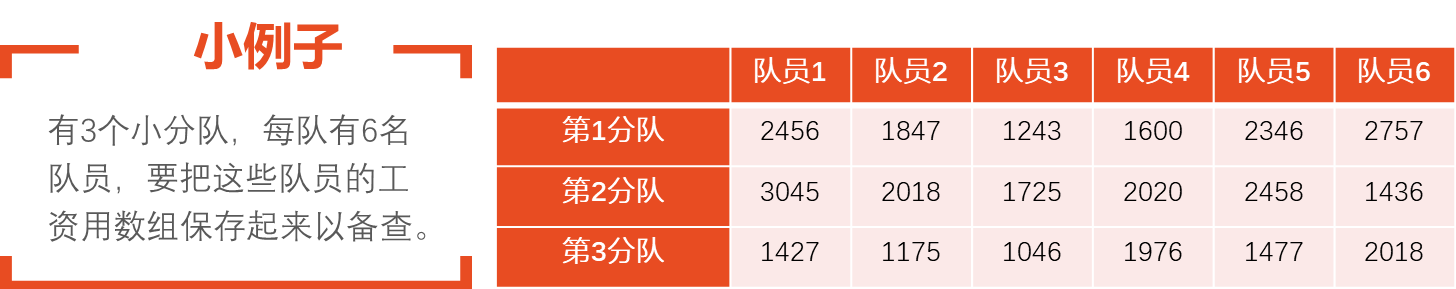 小例子
有3个小分队，每队有6名
队员，要把这些队员的工
资用数组保存起来以备查。
队员1 队员2 队员3 队员4 队员5 队员6
第1分队 2456 1847 1243 1600 2346 2757
第2分队 3045 2018 1725 2020 2458 1436
第3分队 1427 1175 1046 1976 1477 2018